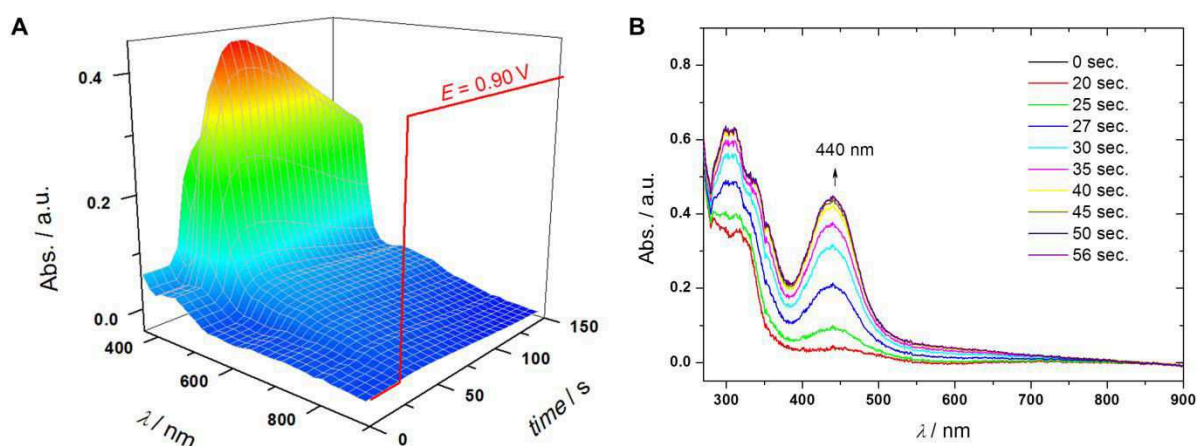 A
Abs. / a.u.
0.4
0.2
0.0
E = 0.90 V
400
600
800
λ / nm
0
50
100
150
time / s
B
Abs. / a.u.
0.8
0.6
0.4
0.2
0.0
440 nm
0 sec.
20 sec.
25 sec.
27 sec.
30 sec.
35 sec.
40 sec.
45 sec.
50 sec.
56 sec.
300 400 500 600 700 800 900
λ / nm